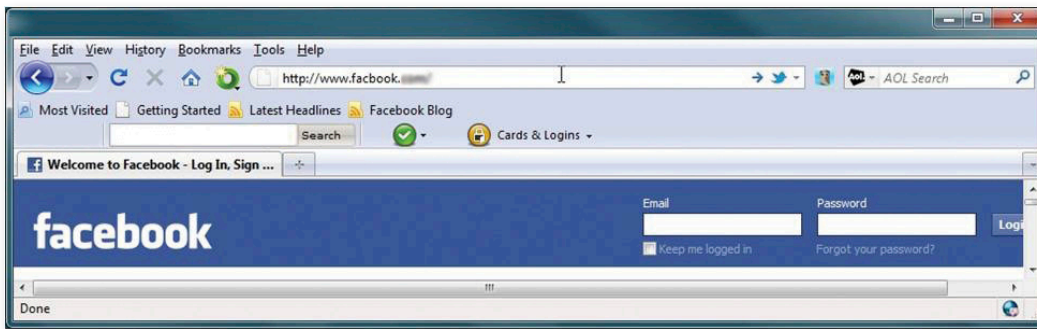 File Edit View History Bookmarks Tools Help
http://www.facbook.
AOL AOL Search
Most Visited Getting Started Latest Headlines Facebook Blog
Search Cards & Logins
f Welcome to Facebook - Log In, Sign ...
facebook
Email Password
Logi
Keep me logged in Forgot your password?
Done